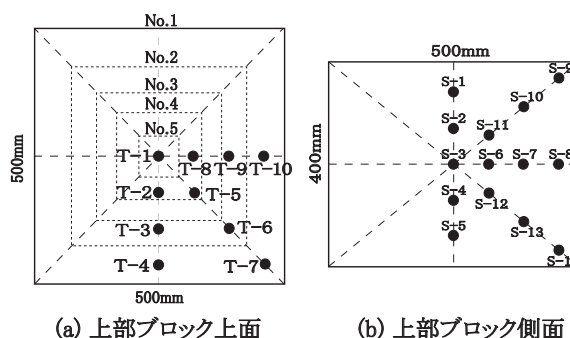 No.1
No.2
No.3
No.4
No.5
T-1
T-8
T-9
T-10
T-2
T-5
T-3
T-6
T-4
T-7
500mm
500mm
(a) 上部ブロック上面
500mm
S-1
S-9
S-10
S-2
S-11
S-3
S-6
S-7
S-8
S-4
S-12
S-5
S-13
400mm
(b) 上部ブロック側面